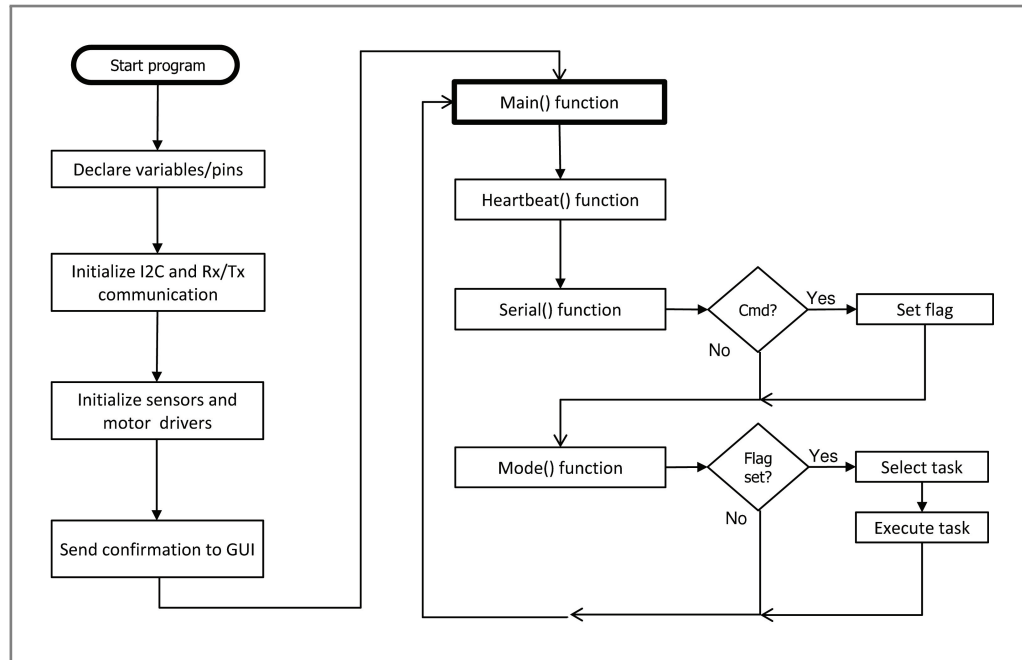 Start program
Declare variables/pins
Initialize I2C and Rx/Tx
communication
Initialize sensors and
motor drivers
Send confirmation to GUI
Main() function
Heartbeat() function
Serial() function
Cmd?
Yes
Set flag
No
Mode() function
Flag
set?
Yes
Select task
No
Execute task